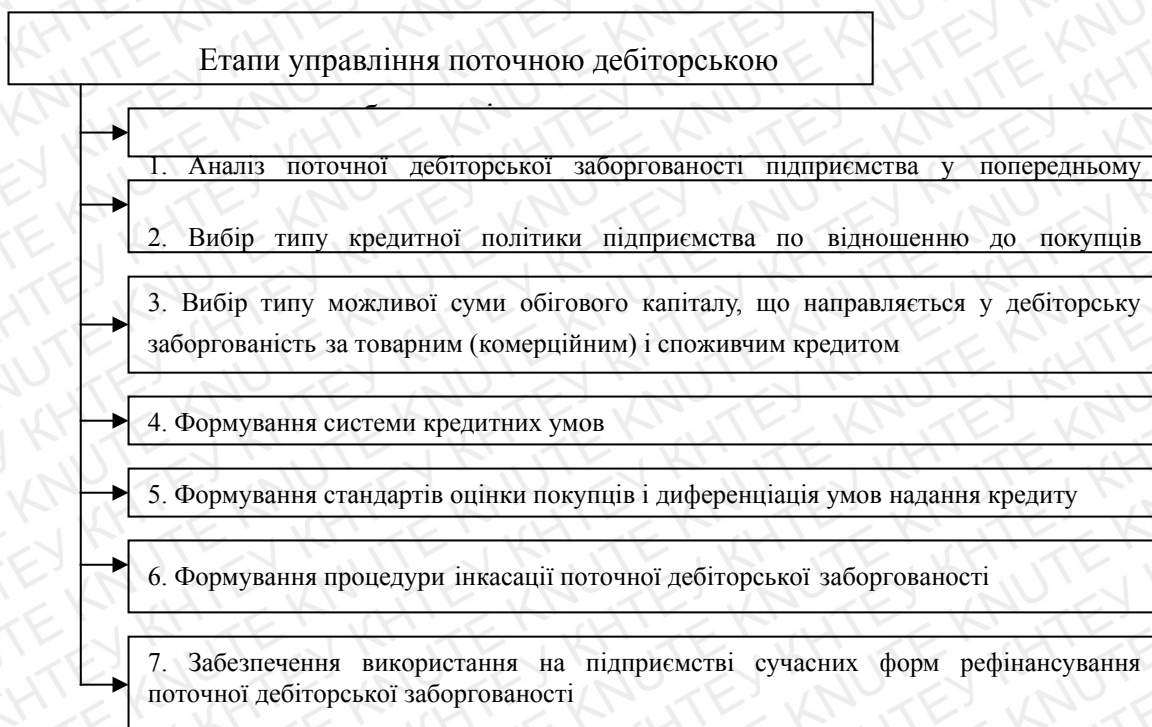 Етапи управління поточною дебіторською
1. Аналіз поточної дебіторської заборгованості підприємства у попередньому
2. Вибір типу кредитної політики підприємства по відношенню до покупців
3. Вибір типу можливої суми обігового капіталу, що направляється у дебіторську
заборгованість за товарним (комерційним) і споживчим кредитом
4. Формування системи кредитних умов
5. Формування стандартів оцінки покупців і диференціація умов надання кредиту
6. Формування процедури інкасації поточної дебіторської заборгованості
7. Забезпечення використання на підприємстві сучасних форм рефінансування
поточної дебіторської заборгованості